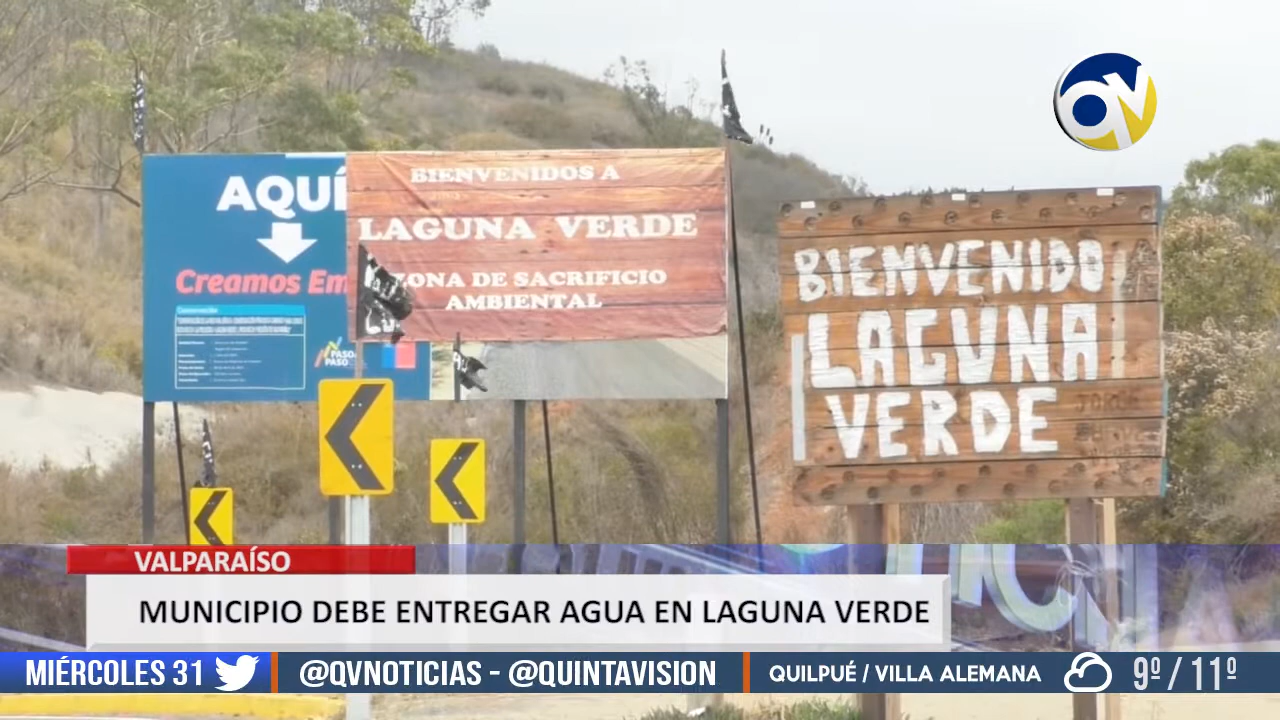 AQUÍ
Creamos Em
PASO A
PASO
BIENVENIDOS A
LAGUNA VERDE
ZONA DE SACRIFICIO
AMBIENTAL
BIENVENIDO
LAGUNA
VERDE
QV
VALPARAÍSO
MUNICIPIO DEBE ENTREGAR AGUA EN LAGUNA VERDE
MIÉRCOLES 31
@QVNOTICIAS - @QUINTAVISION
QUILPUÉ / VILLA ALEMANA
9º / 11º